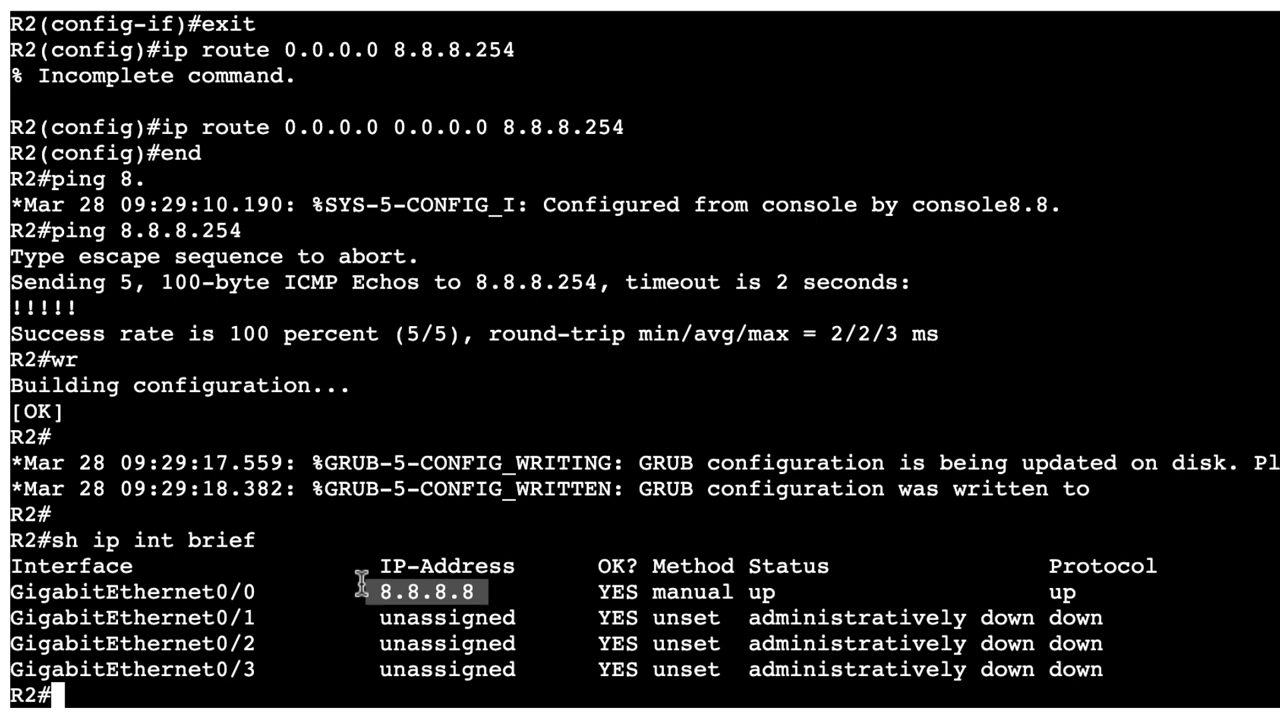 R2(config-if)#exit
R2(config)#ip route 0.0.0.0 8.8.8.254
% Incomplete command.
R2(config)#ip route 0.0.0.0 0.0.0.0 8.8.8.254
R2(config)#end
R2#ping 8.
*Mar 28 09:29:10.190: %SYS-5-CONFIG_I: Configured from console by console8.8.
R2#ping 8.8.8.254
Type escape sequence to abort.
Sending 5, 100-byte ICMP Echos to 8.8.8.254, timeout is 2 seconds:
!!!!!
Success rate is 100 percent (5/5), round-trip min/avg/max = 2/2/3 ms
R2#wr
Building configuration...
[OK]
R2#
*Mar 28 09:29:17.559: %GRUB-5-CONFIG_WRITING: GRUB configuration is being updated on disk. Pl
*Mar 28 09:29:18.382: %GRUB-5-CONFIG_WRITTEN: GRUB configuration was written to
R2#
R2#sh ip int brief
Interface IP-Address OK? Method Status Protocol
GigabitEthernet0/0 8.8.8.8 YES manual up up
GigabitEthernet0/1 unassigned YES unset administratively down down
GigabitEthernet0/2 unassigned YES unset administratively down down
GigabitEthernet0/3 unassigned YES unset administratively down down
R2#